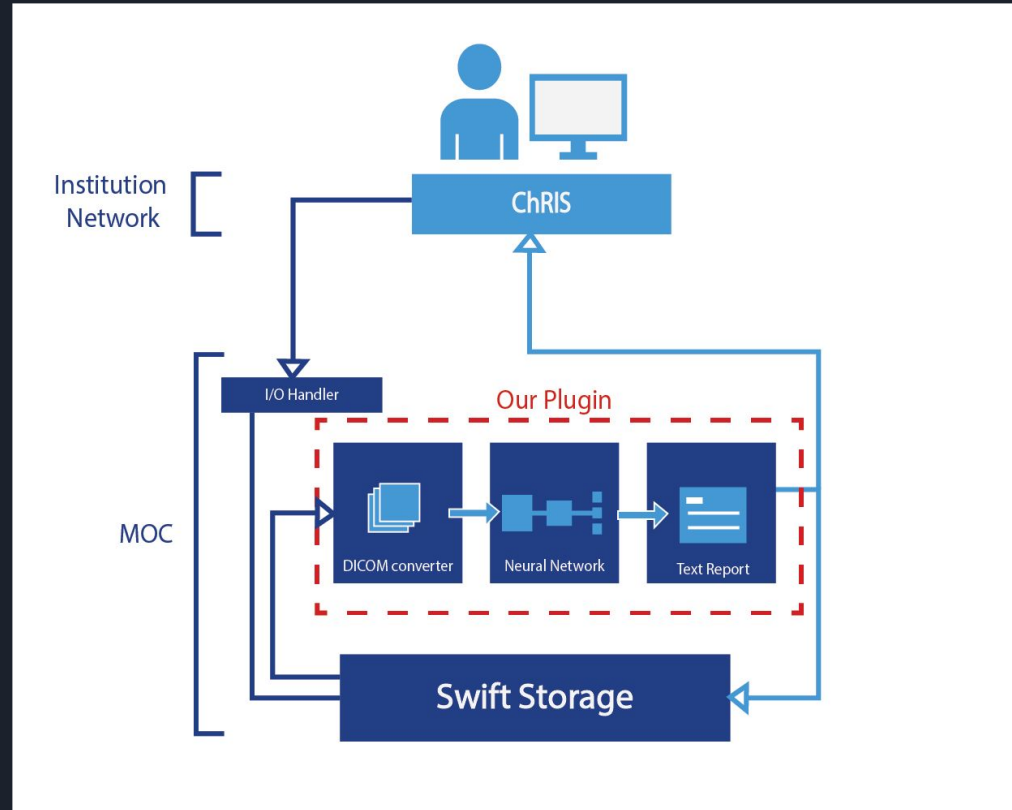 ChRIS
Institution
Network
I/O Handler
Our Plugin
MOC
DICOM converter
Neural Network
Text Report
Swift Storage